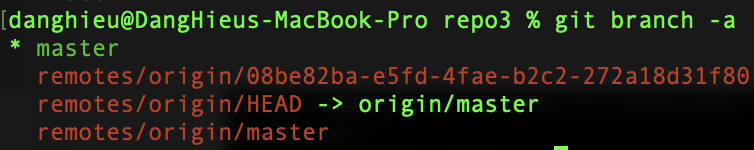 [danghieu@DangHieus-MacBook-Pro repo3 % git branch -a
* master
remotes/origin/08be82ba-e5fd-4fae-b2c2-272a18d31f80
remotes/origin/HEAD -> origin/master
remotes/origin/master